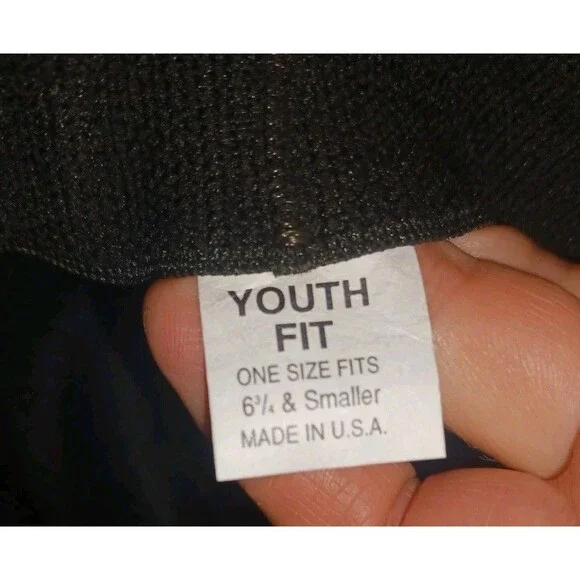 YOUTH
FIT
ONE SIZE FITS
6³/₄ & Smaller
MADE IN U.S.A.